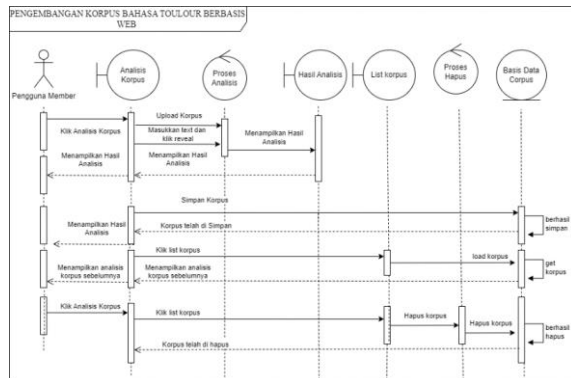 PENGEMBANGAN KORPUS BAHASA TOULOUR BERBASIS
WEB
Pengguna Member
Analisis
Korpus
Proses
Analisis
Hasil Analisis
List korpus
Proses
Hapus
Basis Data
Corpus
Klik Analisis Korpus
Upload Korpus
Masukkan text dan
klik reveal
Menampilkan Hasil
Analisis
Menampilkan Hasil
Analisis
Menampilkan Hasil
Analisis
Simpan Korpus
berhasil
simpan
Korpus telah di Simpan
Menampilkan Hasil
Analisis
Klik list korpus
load korpus
get
korpus
Menampilkan analisis
korpus sebelumnya
Menampilkan analisis
korpus sebelumnya
Klik Analisis Korpus
Klik list korpus
Hapus korpus
Hapus korpus
berhasil
hapus
Korpus telah di hapus